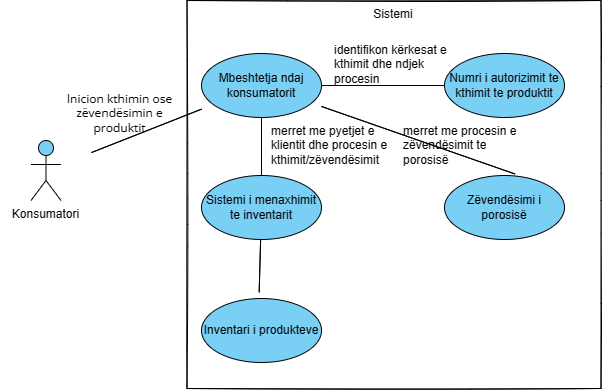 Sistemi
identifikon kërkesat e
kthimit dhe ndjek
procesin
Mbeshtetja ndaj
konsumatorit
Numri i autorizimit te
kthimit te produktit
Inicion kthimin ose
zëvendësimin e
produktit
merret me pyetjet e
klientit dhe procesin e
kthimit/zëvendësimit
merret me procesin e
zëvendësimit te
porosisë
Konsumatori
Sistemi i menaxhimit
te inventarit
Zëvendësimi i
porosisë
Inventari i produkteve